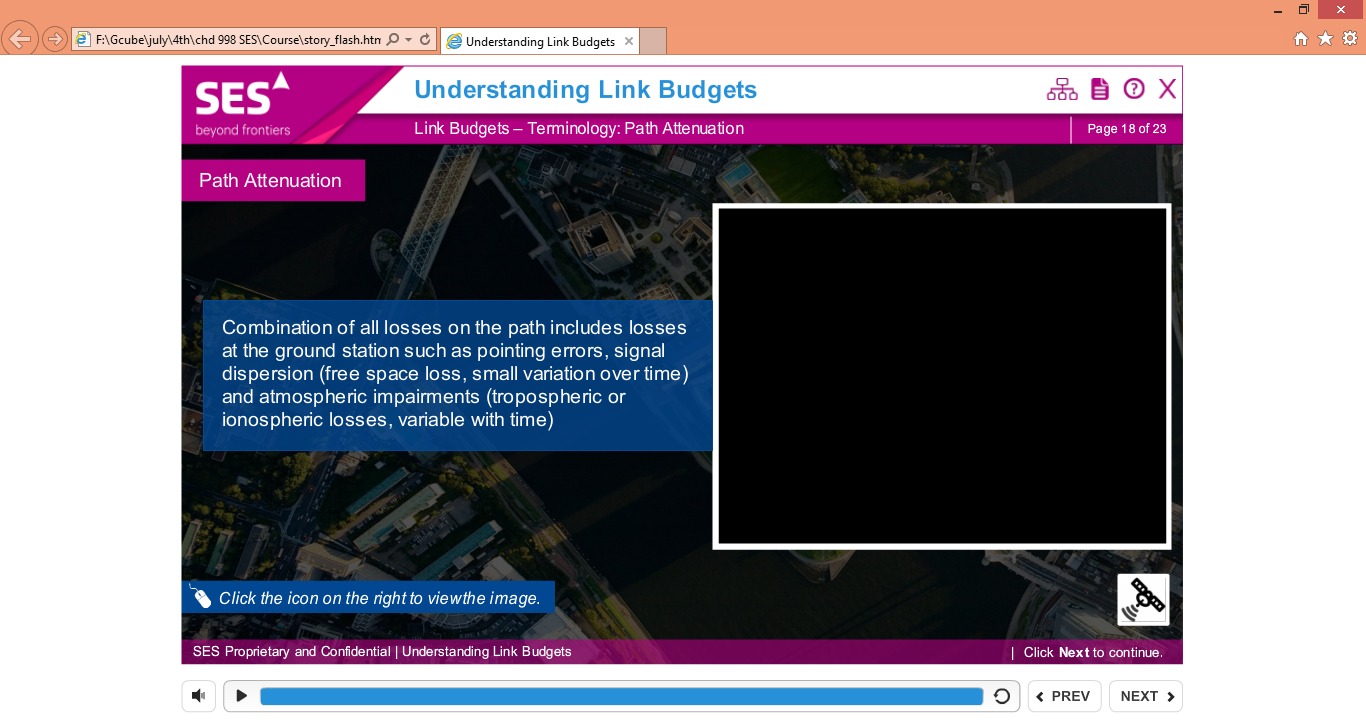 F:\Gcube\july\4th\chd 998 SES\Course\story_flash.htn
Understanding Link Budgets
SES
beyond frontiers
Understanding Link Budgets
Link Budgets – Terminology: Path Attenuation
Page 18 of 23
Path Attenuation
Combination of all losses on the path includes losses
at the ground station such as pointing errors, signal
dispersion (free space loss, small variation over time)
and atmospheric impairments (tropospheric or
ionospheric losses, variable with time)
Click the icon on the right to viewthe image.
SES Proprietary and Confidential | Understanding Link Budgets
| Click Next to continue.
PREV
NEXT